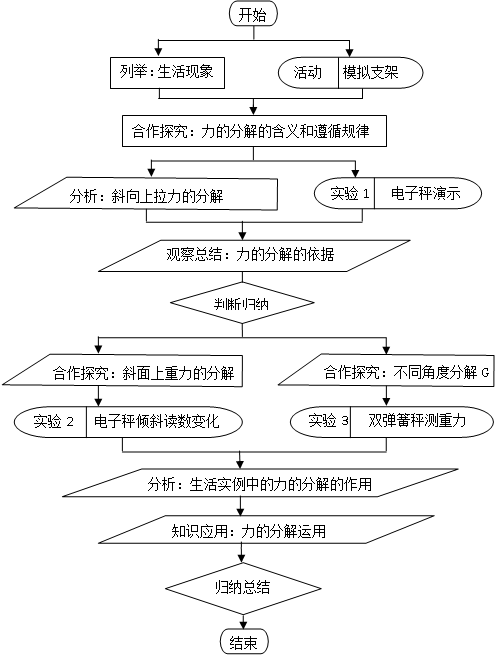 开始
列举：生活现象
活动 模拟支架
合作探究：力的分解的含义和遵循规律
分析：斜向上拉力的分解
实验1 电子秤演示
观察总结：力的分解的依据
判断归纳
合作探究：斜面上重力的分解
合作探究：不同角度分解G
实验2 电子秤倾斜读数变化
实验3 双弹簧秤测重力
分析：生活实例中的力的分解的作用
知识应用：力的分解运用
归纳总结
结束